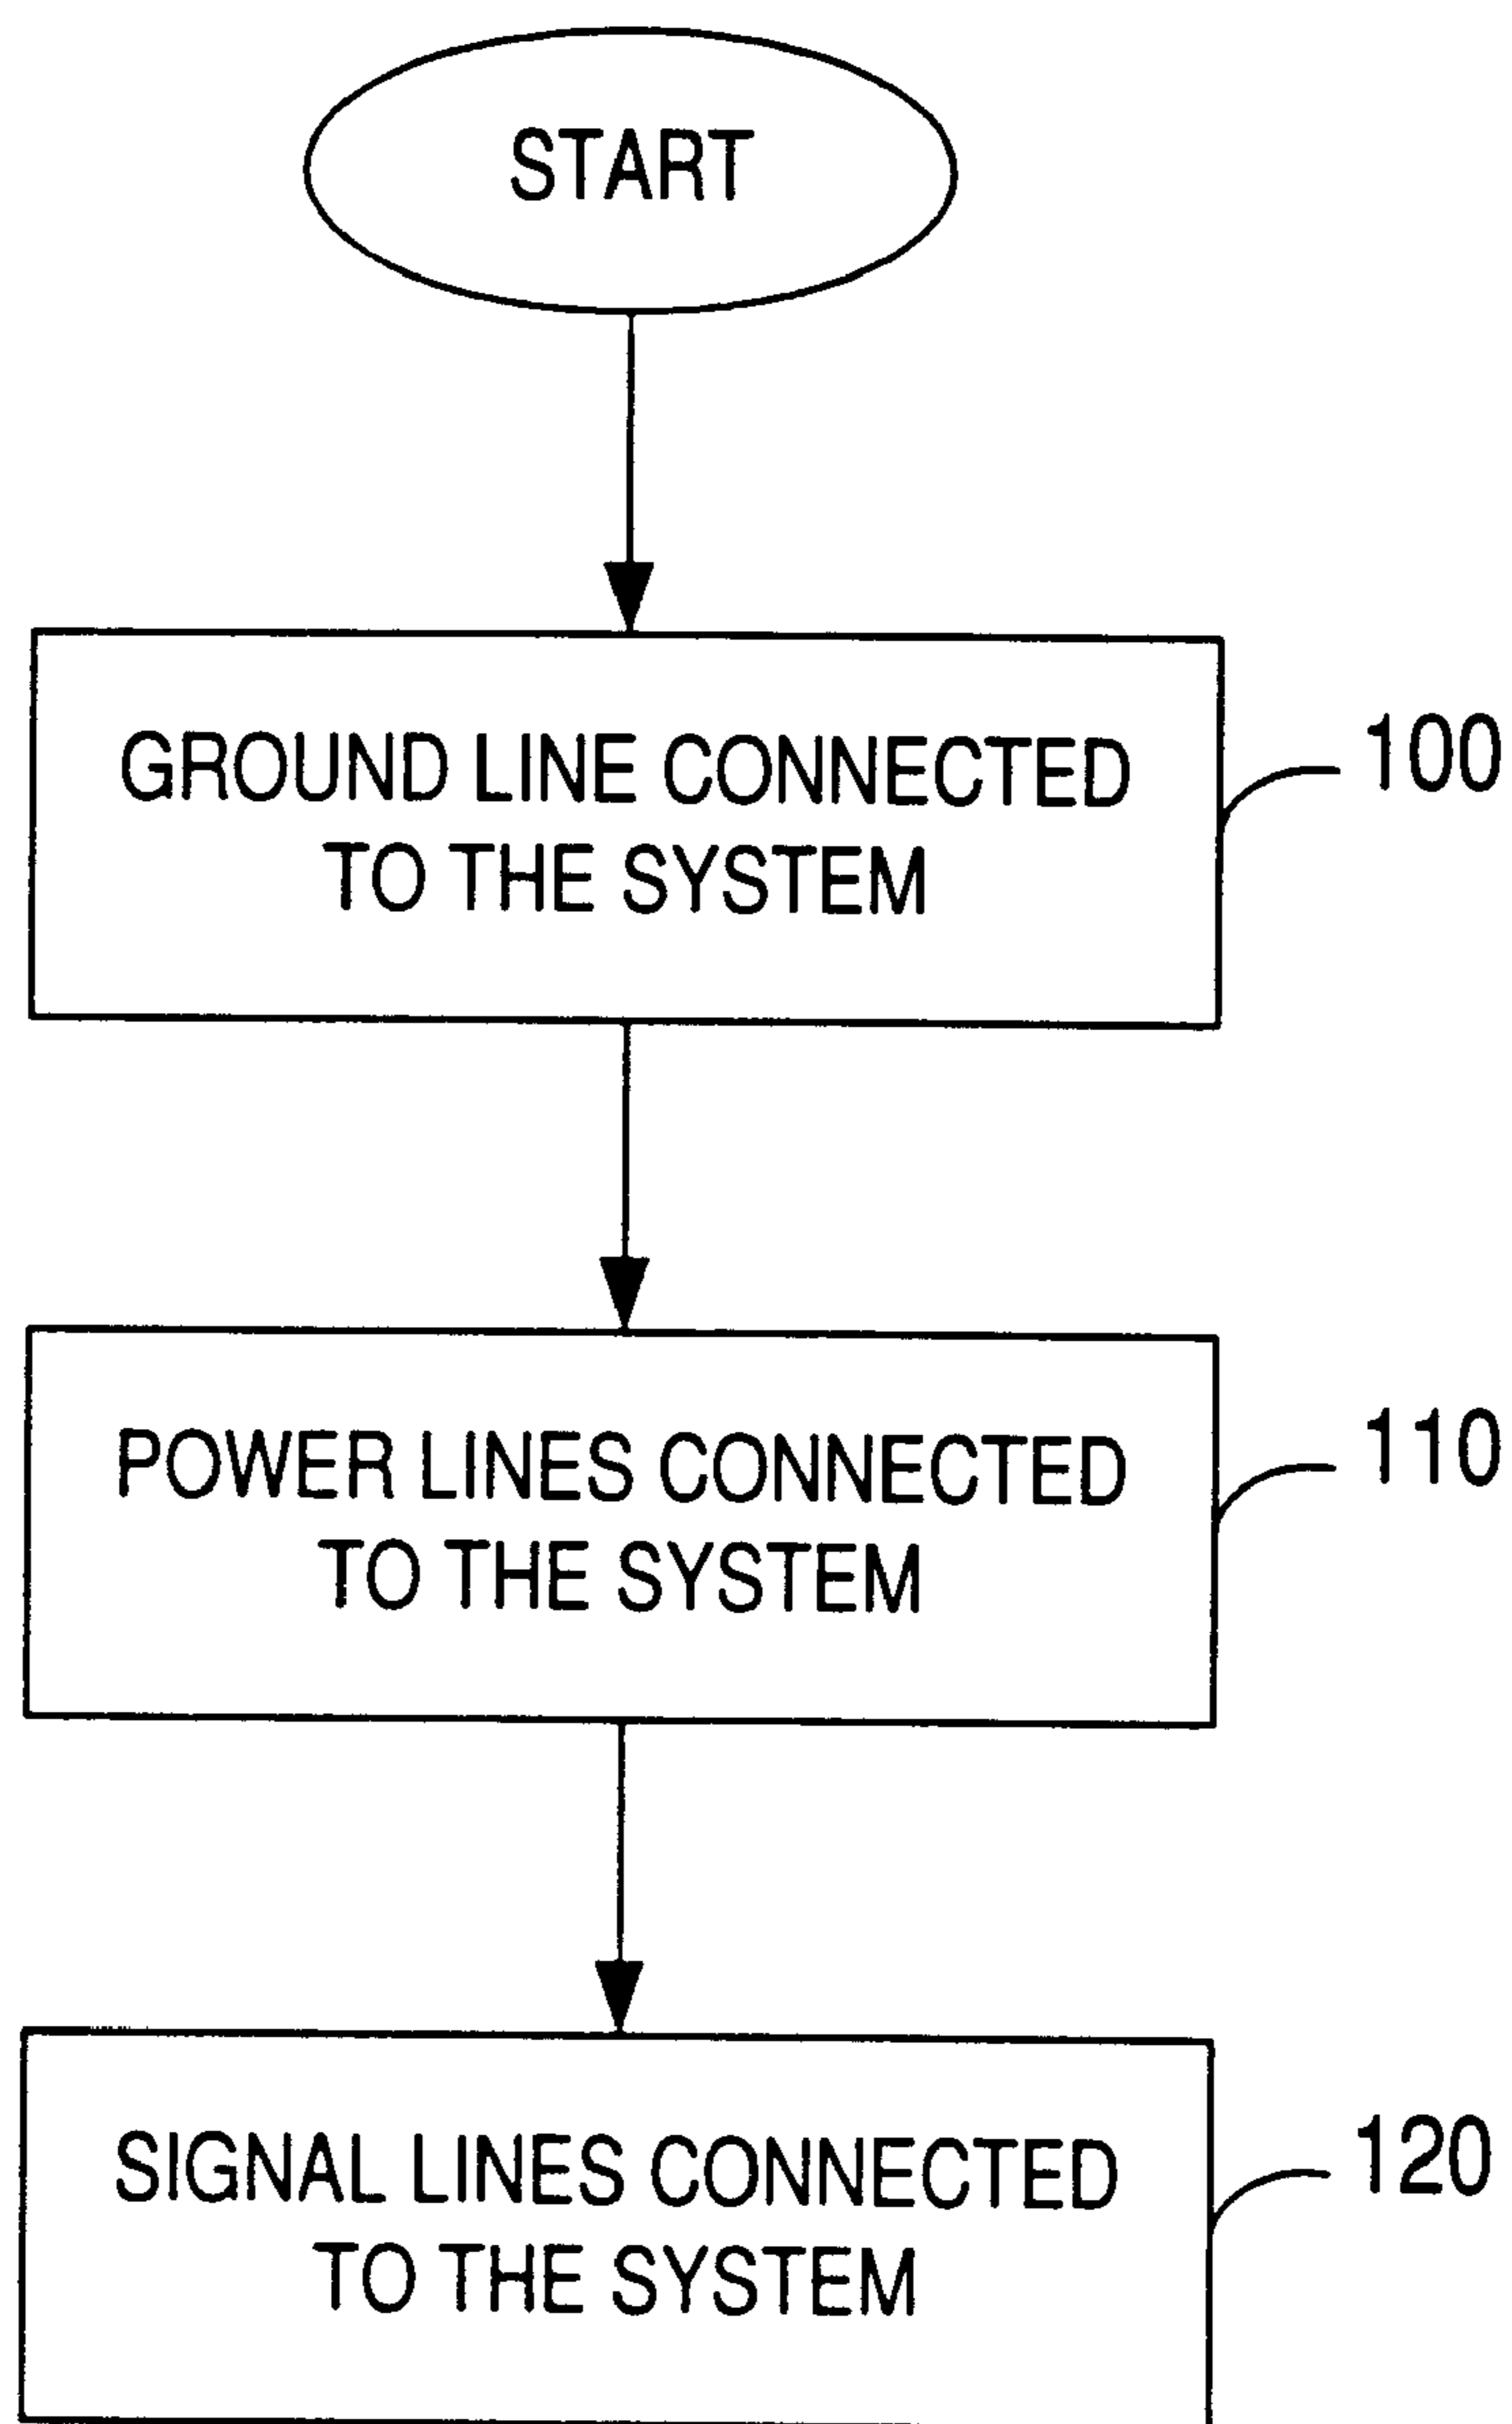 START
GROUND LINE CONNECTED
TO THE SYSTEM
100
POWER LINES CONNECTED
TO THE SYSTEM
110
SIGNAL LINES CONNECTED
TO THE SYSTEM
120